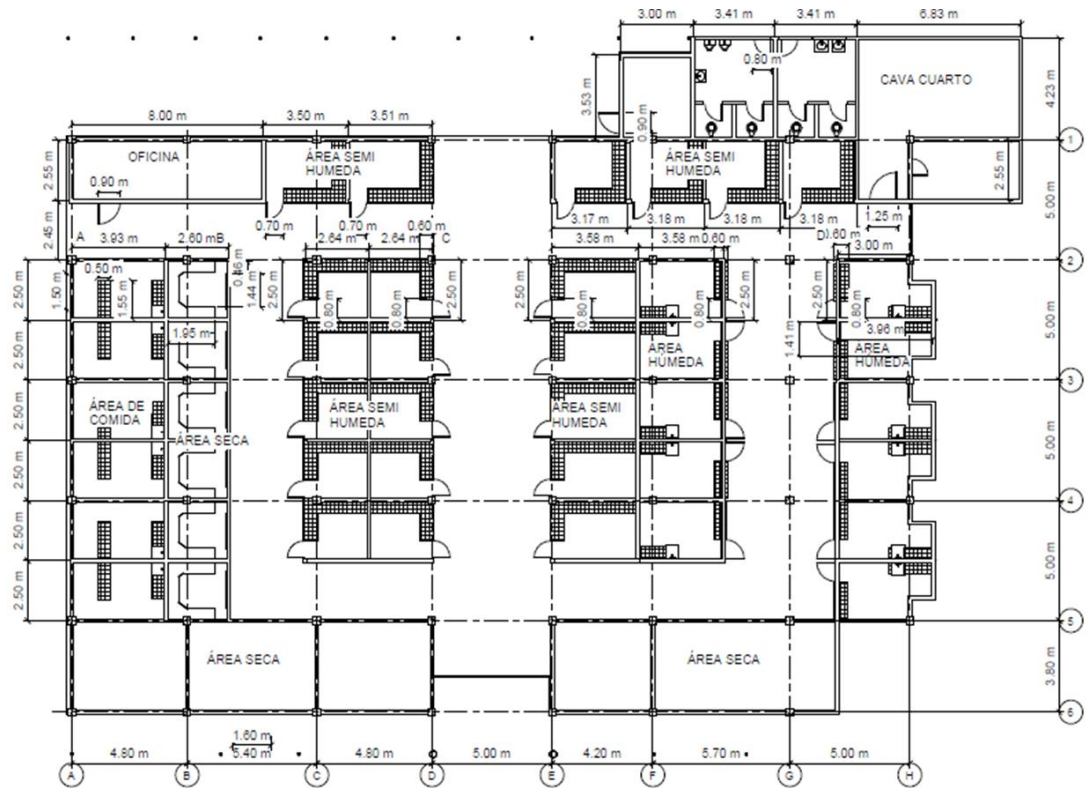 3.00 m
3.41 m
3.41 m
6.83 m
0.80 m
CAVA CUARTO
4.23 m
3.53 m
8.00 m
3.50 m
3.51 m
0.90 m
1
OFICINA
ÁREA SEMI
HUMEDA
ÁREA SEMI
HUMEDA
2.55 m
2.55 m
0.90 m
5.00 m
2.45 m
0.70 m
0.70 m
0.60 m
3.17 m
3.18 m
3.18 m
3.18 m
1.25 m
A
3.93 m
2.60 m
B
2.64 m
2.64 m
C
3.58 m
3.58 m
0.60 m
D
0.60 m
3.00 m
2
0.50 m
0.46 m
1.50 m
1.55 m
1.44 m
2.50 m
2.50 m
0.80 m
0.80 m
2.50 m
2.50 m
0.80 m
0.80 m
2.50 m
2.50 m
0.80 m
5.00 m
1.95 m
1.41 m
3.96 m
2.50 m
ÁREA
HÚMEDA
ÁREA
HÚMEDA
3
2.50 m
ÁREA DE
COMIDA
ÁREA SECA
ÁREA SEMI
HUMEDA
ÁREA SEMI
HUMEDA
5.00 m
2.50 m
4
2.50 m
5.00 m
2.50 m
5
ÁREA SECA
ÁREA SECA
3.80 m
6
1.60 m
4.80 m
5.40 m
4.80 m
5.00 m
4.20 m
5.70 m
5.00 m
A
B
C
D
E
F
G
H